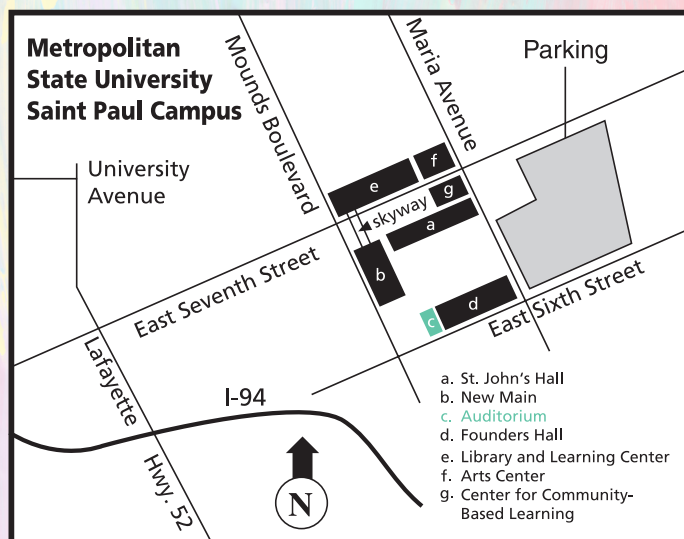 Metropolitan
State University
Saint Paul Campus
Mounds Boulevard
Maria Avenue
Parking
University
Avenue
e
f
g
skyway
a
b
East Seventh Street
d
c
East Sixth Street
Lafayette
Hwy. 52
I-94
N
a. St. John's Hall
b. New Main
c. Auditorium
d. Founders Hall
e. Library and Learning Center
f. Arts Center
g. Center for Community-
Based Learning